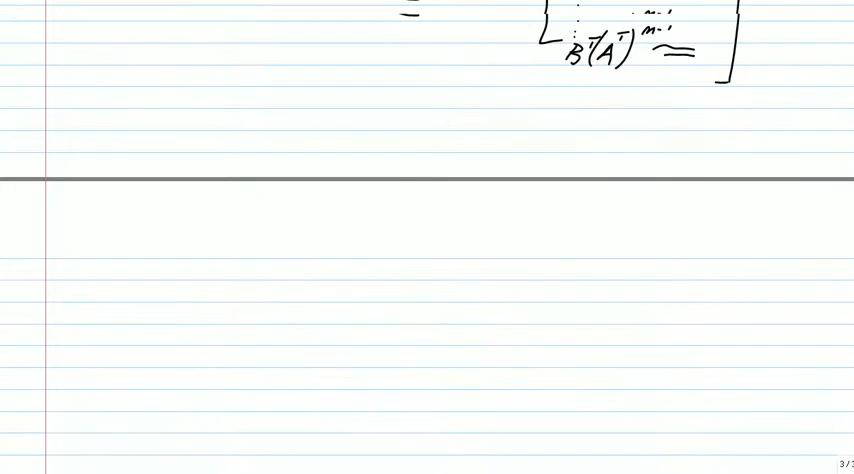 =
⋮
B^T(A^T)^{n-1}
3 / 3